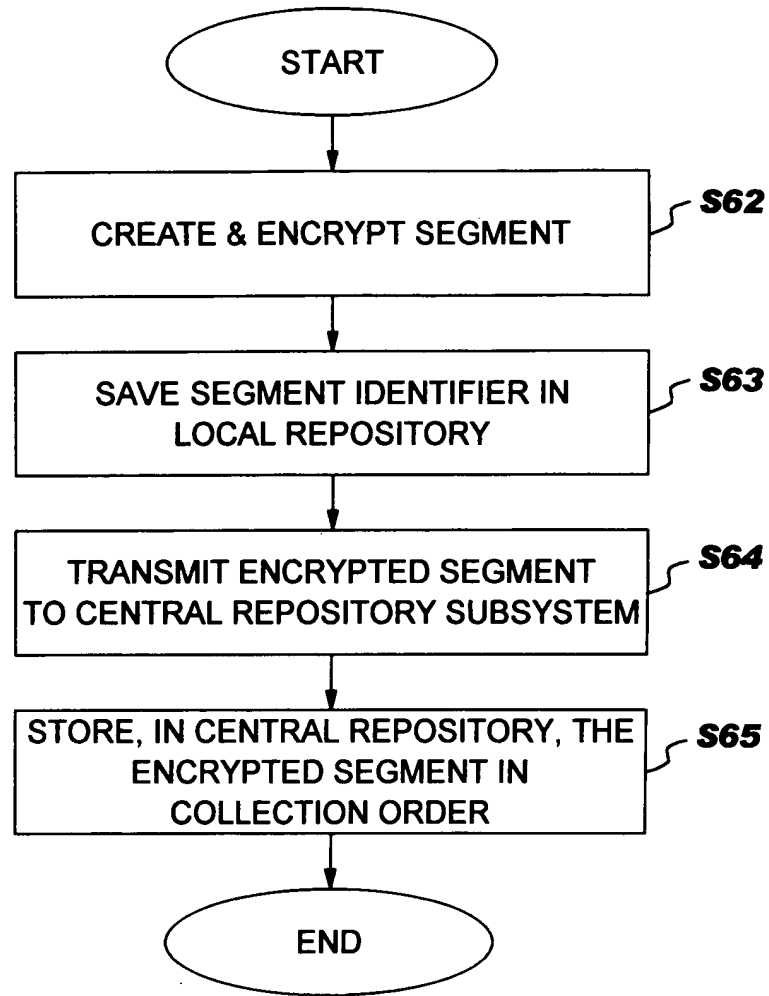 START
CREATE & ENCRYPT SEGMENT
S62
SAVE SEGMENT IDENTIFIER IN
LOCAL REPOSITORY
S63
TRANSMIT ENCRYPTED SEGMENT
TO CENTRAL REPOSITORY SUBSYSTEM
S64
STORE, IN CENTRAL REPOSITORY, THE
ENCRYPTED SEGMENT IN
COLLECTION ORDER
S65
END